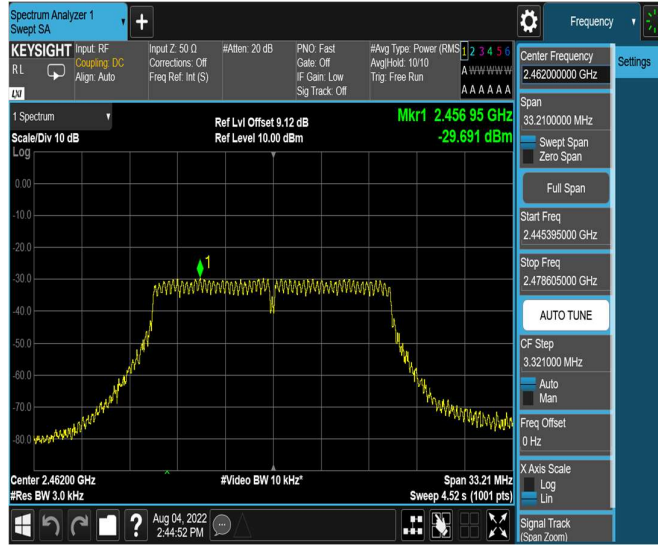 Spectrum Analyzer 1
Swept SA
Frequency
KEYSIGHT
R L
LXI
Input: RF
Coupling: DC
Align: Auto
Input Z: 50 Ω
Corrections: Off
Freq Ref: Int (S)
#Atten: 20 dB
PNO: Fast
Gate: Off
IF Gain: Low
Sig Track: Off
#Avg Type: Power (RMS
Avg|Hold: 10/10
Trig: Free Run
1 2 3 4 5 6
A W W W W W
A A A A A A
Center Frequency
2.462000000 GHz
Settings
Span
33.2100000 MHz
Swept Span
Zero Span
Full Span
Start Freq
2.445395000 GHz
Stop Freq
2.478605000 GHz
AUTO TUNE
CF Step
3.321000 MHz
Auto
Man
Freq Offset
0 Hz
X Axis Scale
Log
Lin
Signal Track
(Span Zoom)
1 Spectrum
Scale/Div 10 dB
Log
Ref Lvl Offset 9.12 dB
Ref Level 10.00 dBm
Mkr1 2.456 95 GHz
-29.691 dBm
0.00
-10.0
-20.0
-30.0
-40.0
-50.0
-60.0
-70.0
-80.0
1
Center 2.46200 GHz
#Res BW 3.0 kHz
#Video BW 10 kHz*
Span 33.21 MHz
Sweep 4.52 s (1001 pts)
Aug 04, 2022
2:44:52 PM